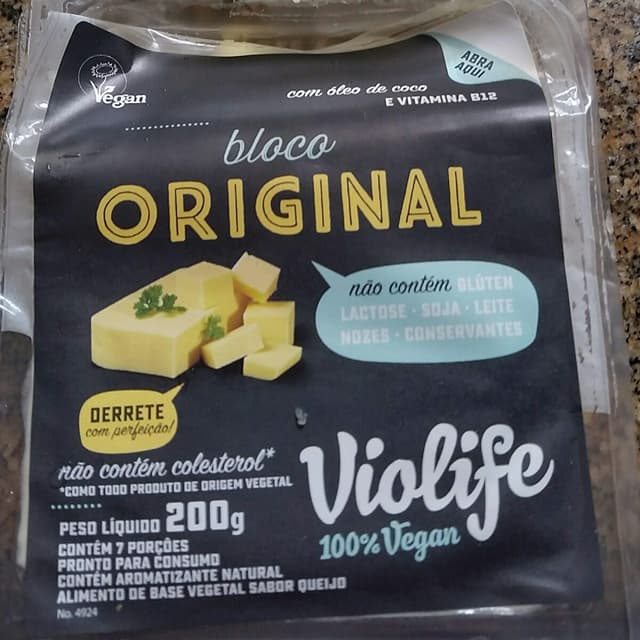 Vegan
ABRA
AQUI
com óleo de coco
E VITAMINA B12
bloco
ORIGINAL
não contém GLÚTEN
LACTOSE · SOJA · LEITE
NOZES · CONSERVANTES
DERRETE
com perfeição!
não contém colesterol*
*COMO TODO PRODUTO DE ORIGEM VEGETAL
Violife
100% Vegan
PESO LÍQUIDO 200g
CONTÉM 7 PORÇÕES
PRONTO PARA CONSUMO
CONTÉM AROMATIZANTE NATURAL
ALIMENTO DE BASE VEGETAL SABOR QUEIJO
No. 4924